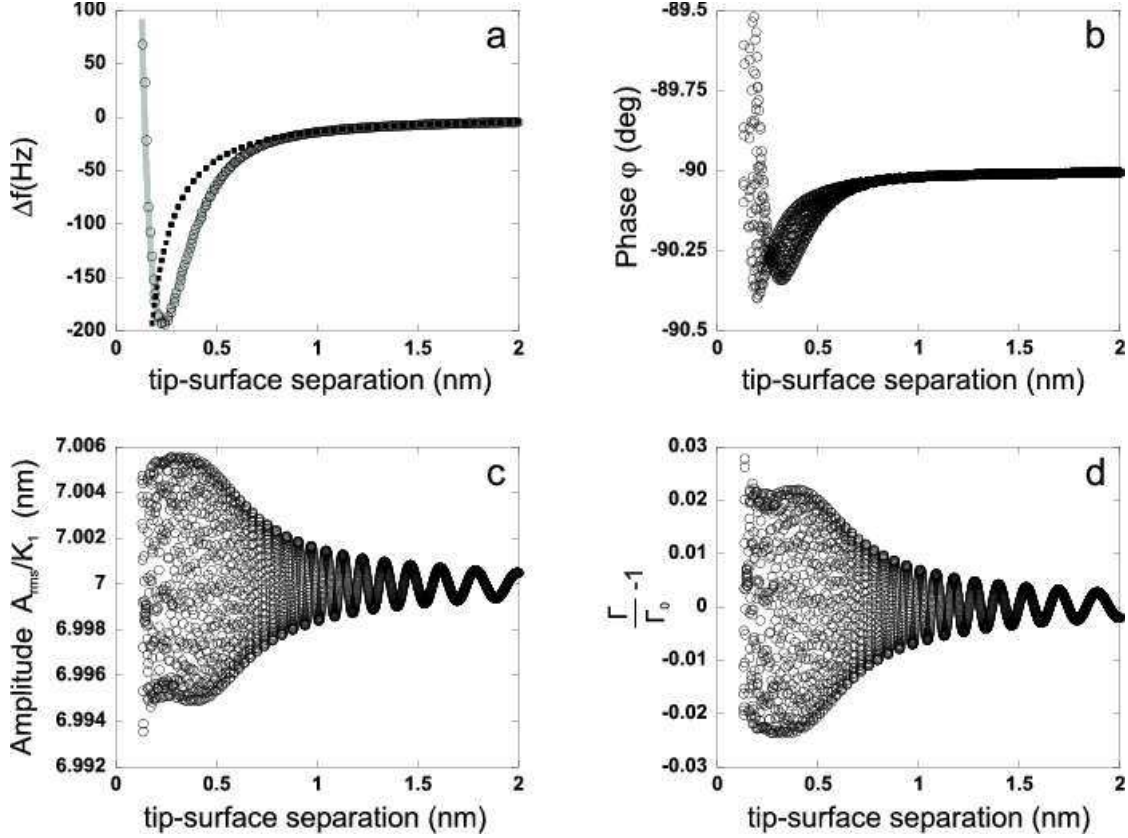 a
100
50
0
-50
-100
-150
-200
Δf(Hz)
0 0.5 1 1.5 2
tip-surface separation (nm)
b
-89.5
-89.75
-90
-90.25
-90.5
Phase φ (deg)
0 0.5 1 1.5 2
tip-surface separation (nm)
c
7.006
7.004
7.002
7
6.998
6.996
6.994
6.992
Amplitude A_rms/K_1 (nm)
0 0.5 1 1.5 2
tip-surface separation (nm)
d
0.03
0.02
0.01
0
-0.01
-0.02
-0.03
Γ/Γ_0 -1
0 0.5 1 1.5 2
tip-surface separation (nm)